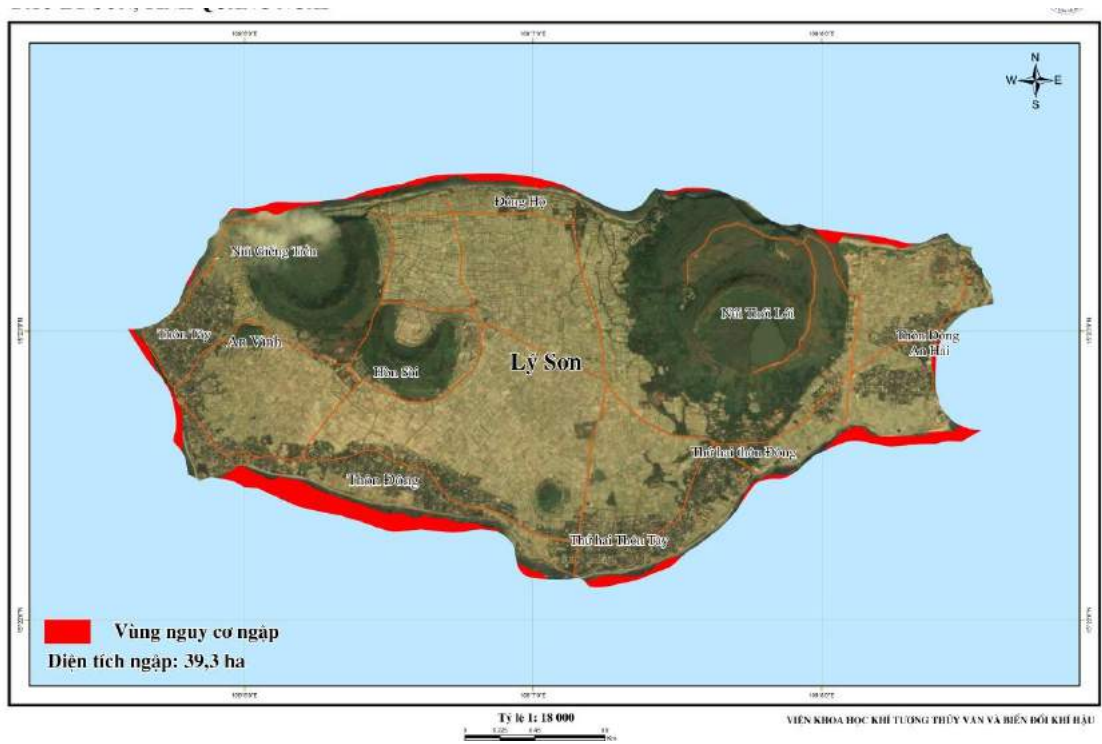 N
W E
S
Đồng Hộ
Núi Giếng Tiền
Thôn Tây
An Vĩnh
Núi Thới Lới
Thôn Đông
An Hải
Lý Sơn
Hòn Sỏi
Thứ hai thôn Đông
Thôn Đông
Thứ hai Thôn Tây
Vùng nguy cơ ngập
Diện tích ngập: 39,3 ha
Tỷ lệ 1: 18 000
VIỆN KHOA HỌC KHÍ TƯỢNG THỦY VĂN VÀ BIẾN ĐỔI KHÍ HẬU